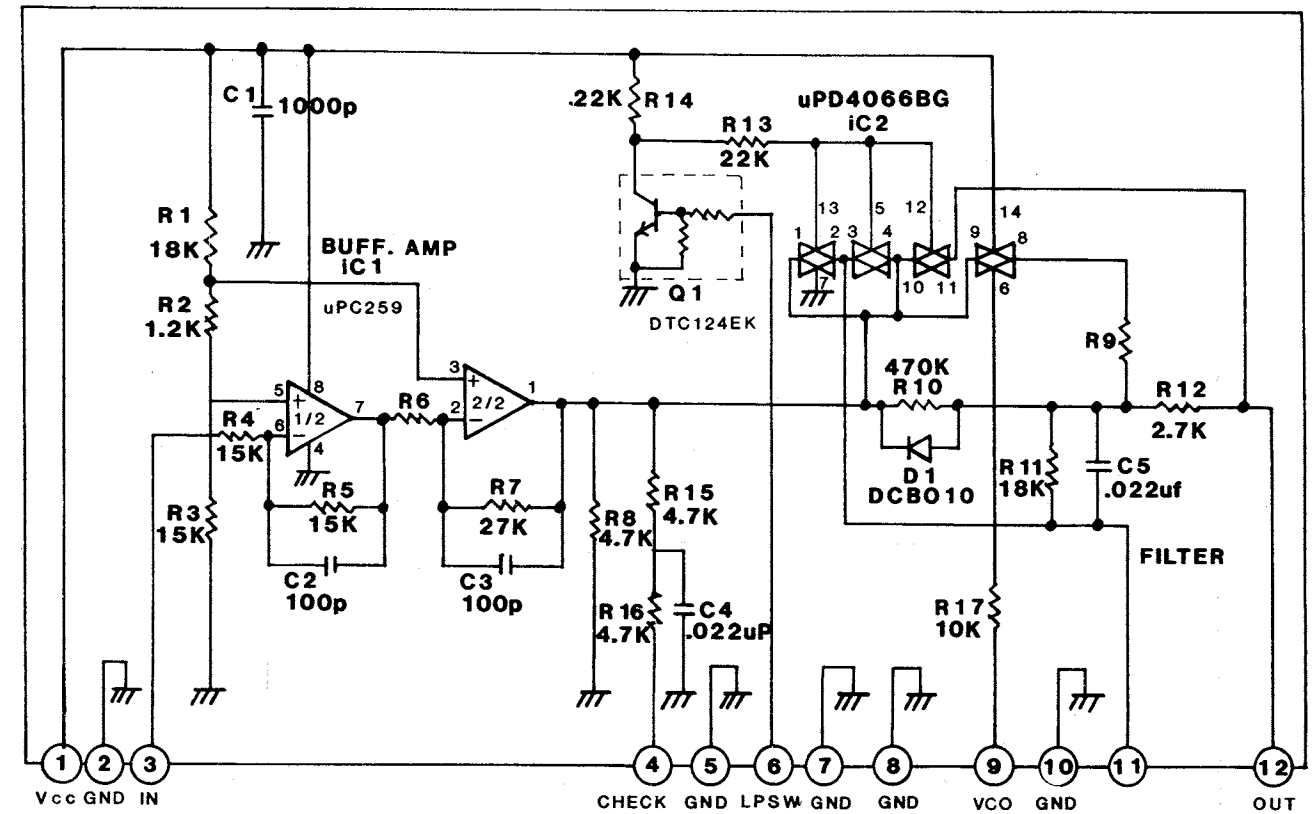 C1
1000p
.22K
R14
uPD4066BG
iC2
R13
22K
13
5
12
14
1
2
3
4
9
8
7
10
11
6
R1
18K
BUFF. AMP
iC1
uPC259
R2
1.2K
Q1
DTC124EK
R9
3
+
2/2
2
−
1
5
+
8
1/2
7
6
−
4
R6
R4
15K
470K
R10
R12
2.7K
D1
DCBO10
R11
18K
C5
.022uf
R5
15K
R7
27K
R3
15K
R8
4.7K
R15
4.7K
C2
100p
C3
100p
R16
4.7K
C4
.022uP
R17
10K
FILTER
1
2
3
4
5
6
7
8
9
10
11
12
Vcc GND IN
CHECK GND LPSW GND GND VCO GND OUT